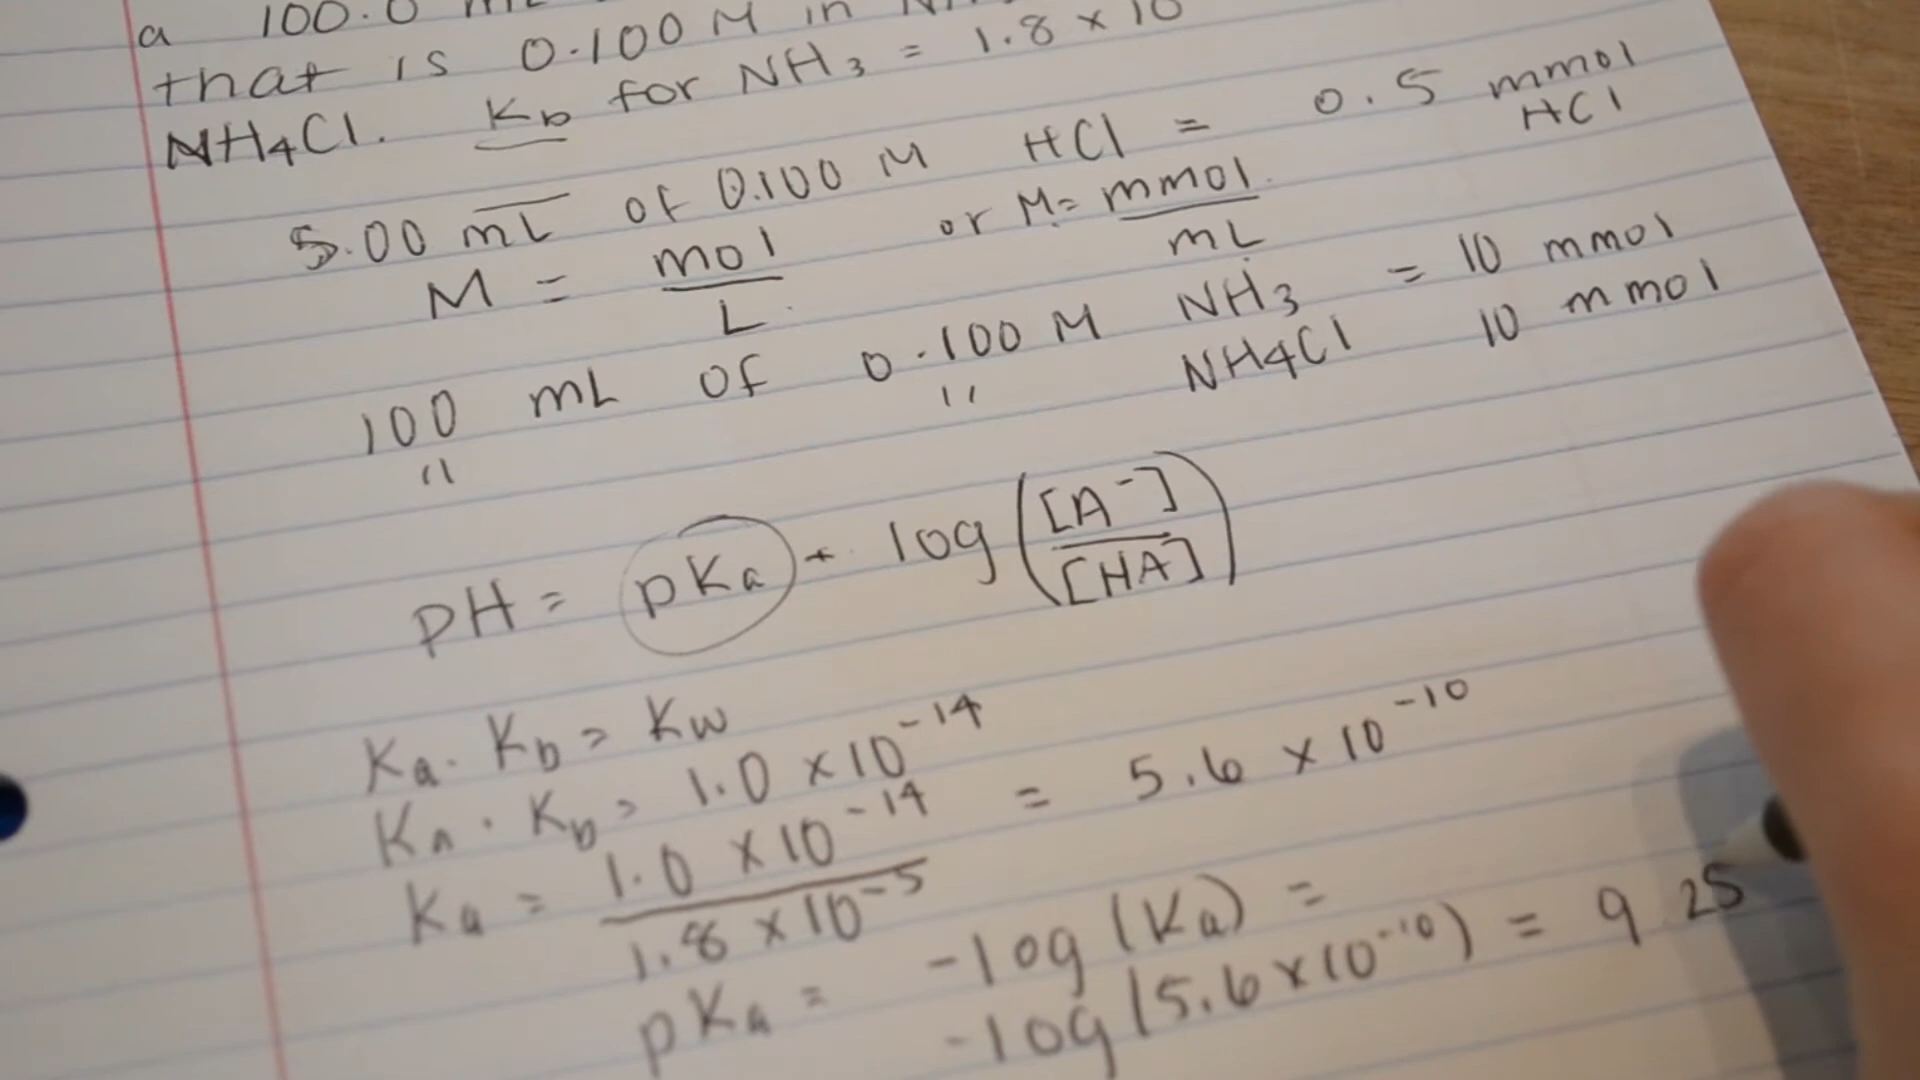 a 100.0 mL
that is 0.100 M in
NH4Cl. Kb for NH3 = 1.8 x 10
5.00 mL of 0.100 M HCl = 0.5 mmol HCl
M = mol/L or M = mmol/mL
100 mL of 0.100 M NH3 = 10 mmol
" " NH4Cl 10 mmol
pH = pKa + log([A-]/[HA])
Ka · Kb = Kw
Ka · Kb = 1.0 x 10^-14
Ka = 1.0 x 10^-14 / 1.8 x 10^-5 = 5.6 x 10^-10
pKa = -log(Ka) =
-log(5.6 x 10^-10) = 9 25